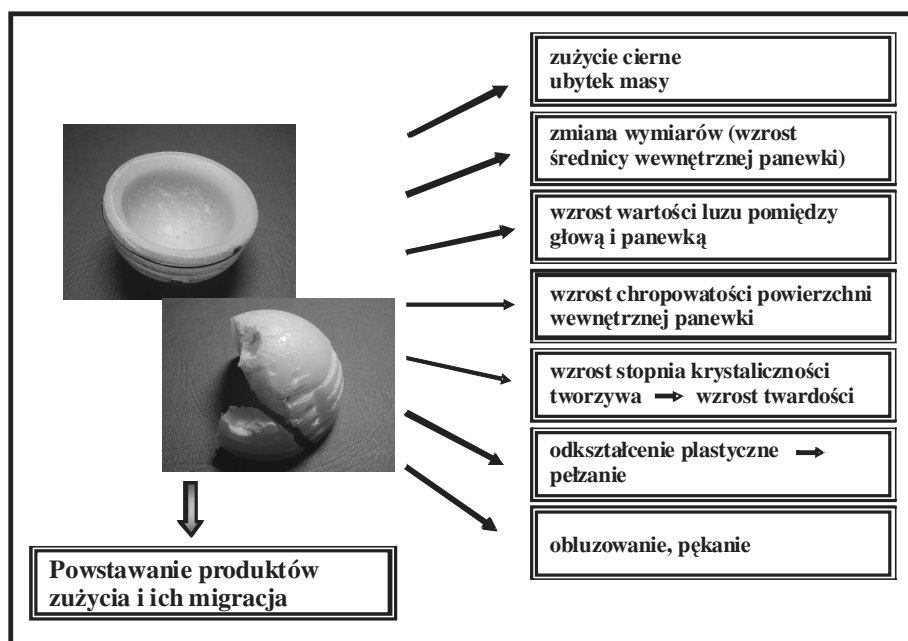 zużycie cierne
ubytek masy
zmiana wymiarów (wzrost
średnicy wewnętrznej panewki)
wzrost wartości luzu pomiędzy
głową i panewką
wzrost chropowatości powierzchni
wewnętrznej panewki
wzrost stopnia krystaliczności
tworzywa → wzrost twardości
odkształcenie plastyczne →
pełzanie
obluzowanie, pękanie
Powstawanie produktów
zużycia i ich migracja